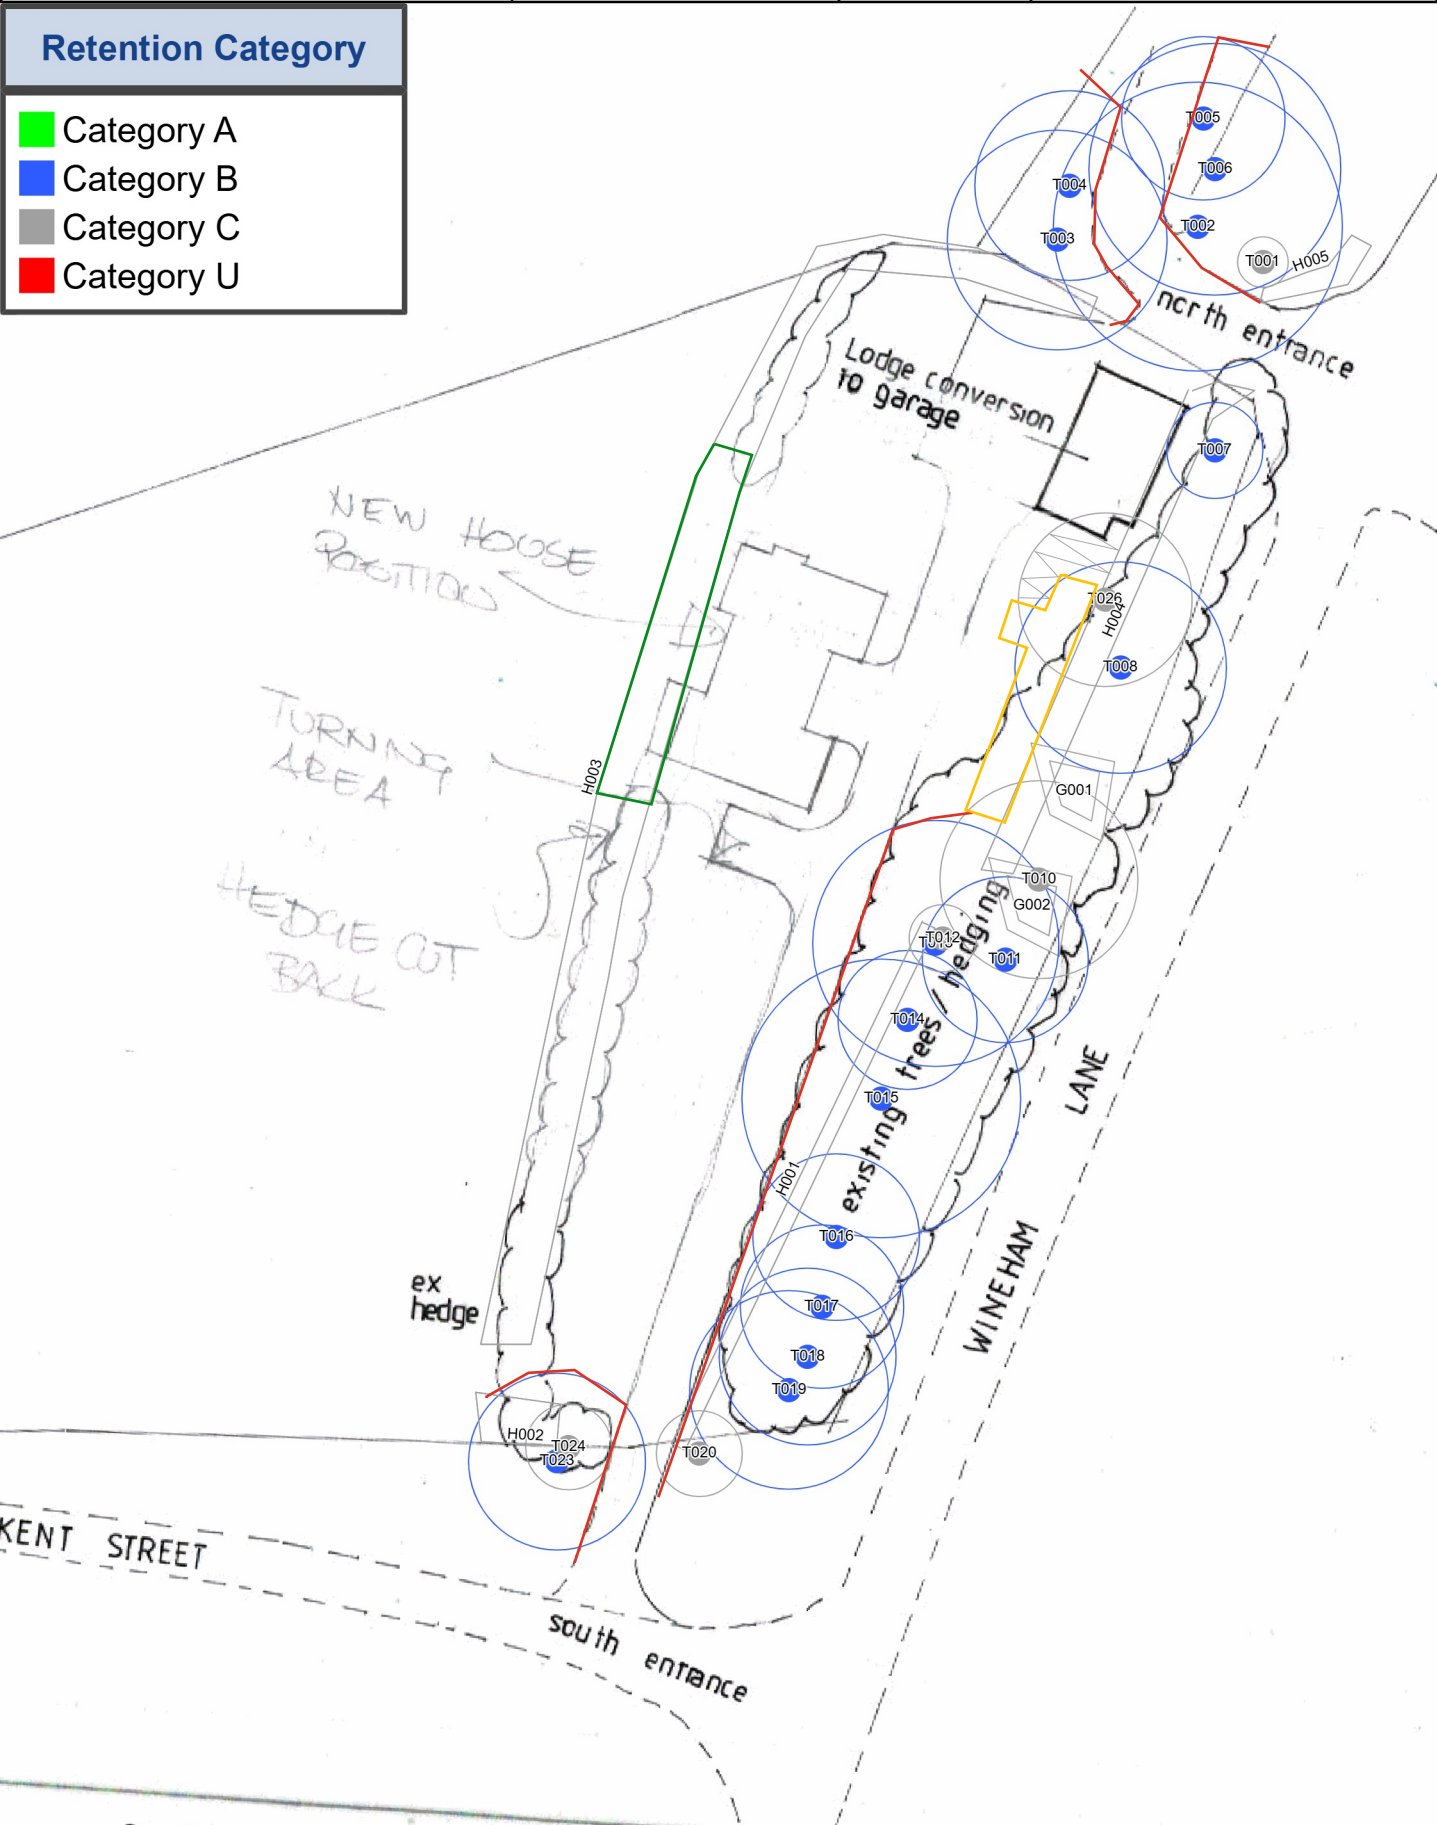 Retention Category
Category A
Category B
Category C
Category U
T005
T006
T004
T002
T003
T001
H005
north entrance
Lodge conversion
to garage
T007
NEW HOUSE
POSITION
T026
H004
T008
TURNING
AREA
H003
G001
T010
G002
HEDGE CUT
BACK
T012
T011
T014
existing trees / hedging
T015
LANE
H001
T016
WINEHAM
ex
hedge
T017
T018
T019
H002
T024
T023
T020
KENT STREET
south entrance